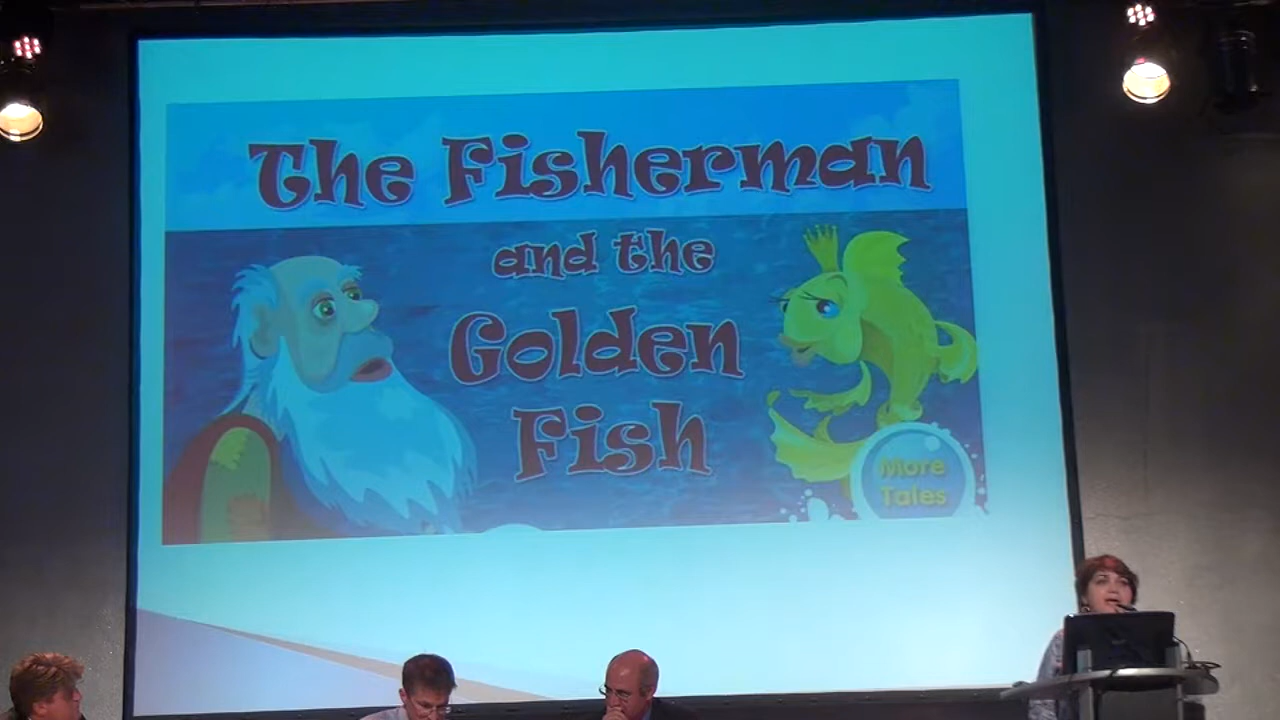 The Fisherman
and the
Golden
Fish
More
Tales